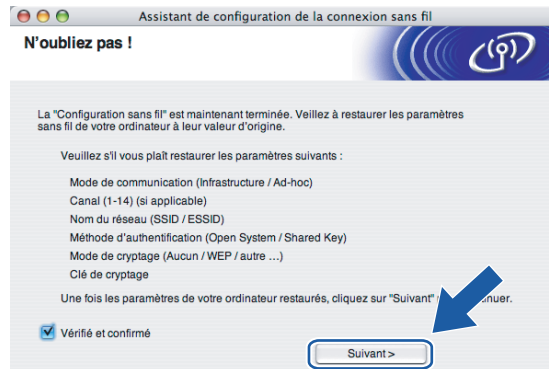 Assistant de configuration de la connexion sans fil
N'oubliez pas !
La "Configuration sans fil" est maintenant terminée. Veillez à restaurer les paramètres
sans fil de votre ordinateur à leur valeur d'origine.
Veuillez s'il vous plaît restaurer les paramètres suivants :
Mode de communication (Infrastructure / Ad-hoc)
Canal (1-14) (si applicable)
Nom du réseau (SSID / ESSID)
Méthode d'authentification (Open System / Shared Key)
Mode de cryptage (Aucun / WEP / autre ...)
Clé de cryptage
Une fois les paramètres de votre ordinateur restaurés, cliquez sur "Suivant"
Vérifié et confirmé
Suivant >